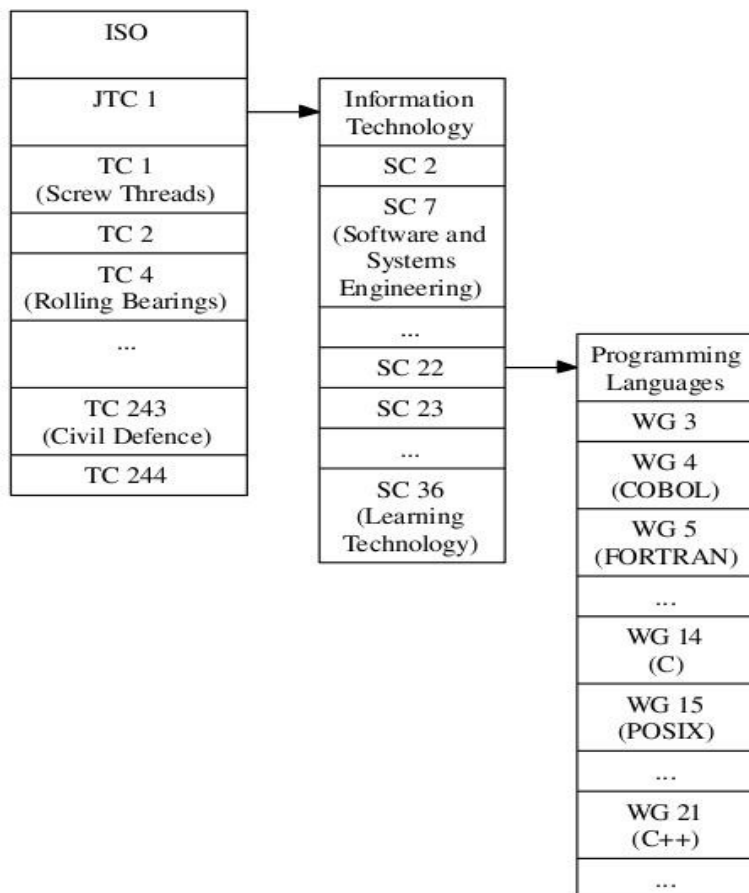 ISO
JTC 1
TC 1
(Screw Threads)
TC 2
TC 4
(Rolling Bearings)
...
TC 243
(Civil Defence)
TC 244
Information
Technology
SC 2
SC 7
(Software and
Systems
Engineering)
...
SC 22
SC 23
...
SC 36
(Learning
Technology)
Programming
Languages
WG 3
WG 4
(COBOL)
WG 5
(FORTRAN)
...
WG 14
(C)
WG 15
(POSIX)
...
WG 21
(C++)
...